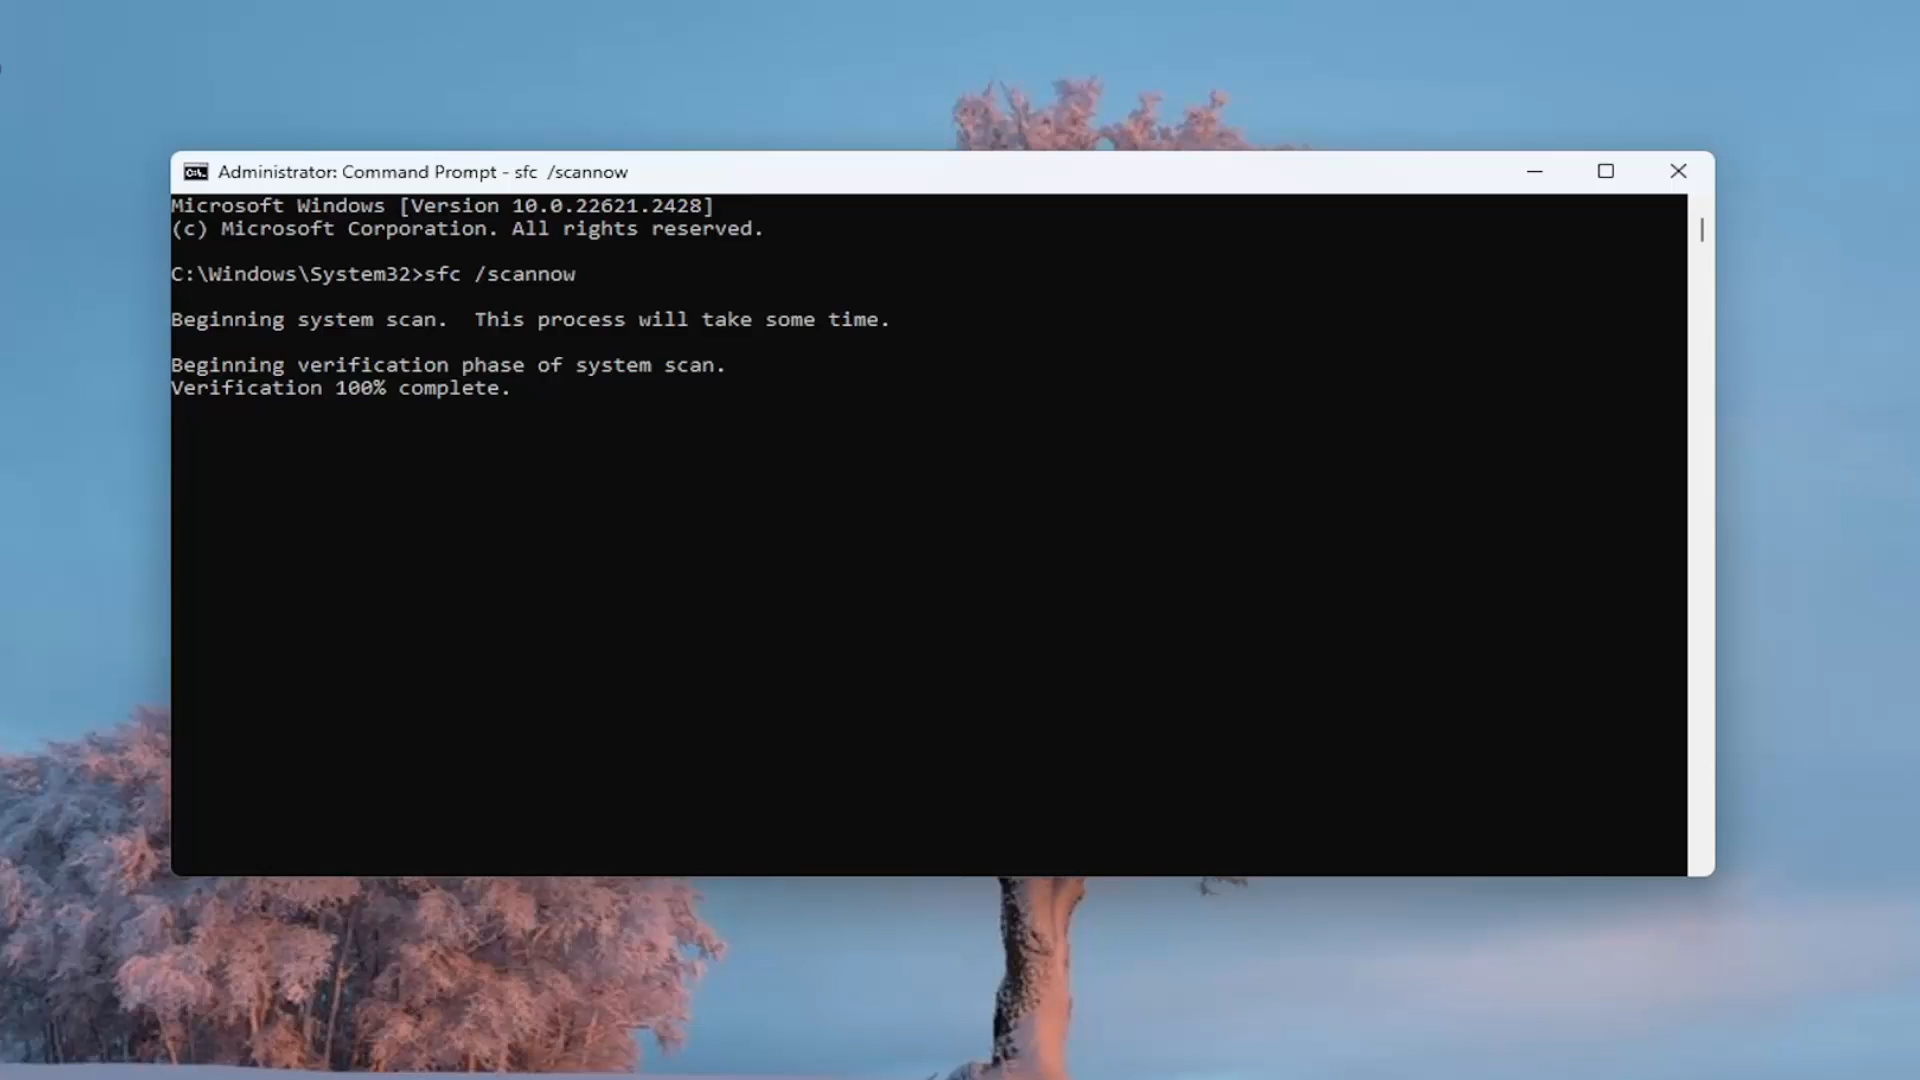 Administrator: Command Prompt - sfc  /scannow
Microsoft Windows [Version 10.0.22621.2428]
(c) Microsoft Corporation. All rights reserved.
C:\Windows\System32>sfc /scannow
Beginning system scan.  This process will take some time.
Beginning verification phase of system scan.
Verification 100% complete.